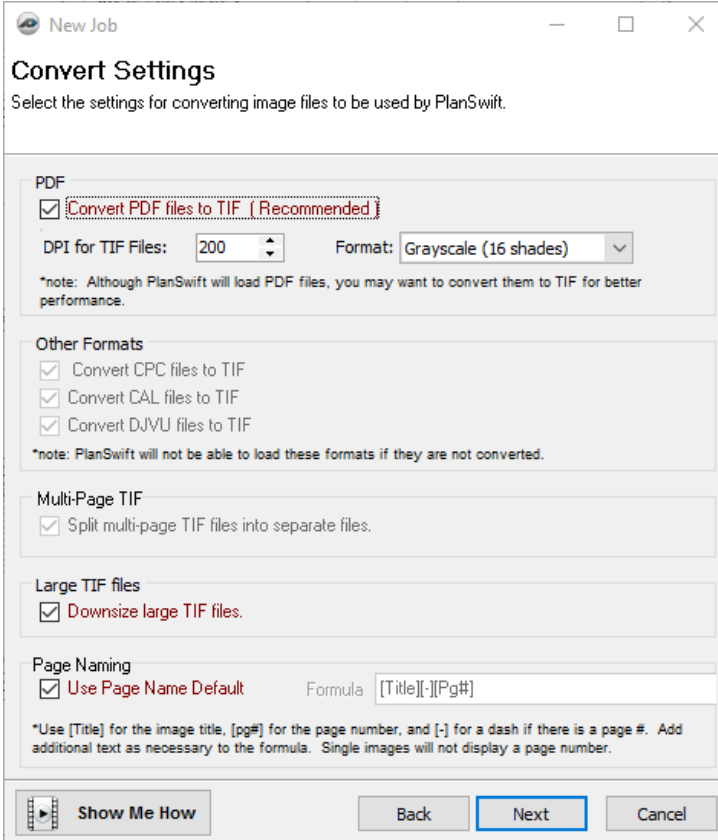 New Job
Convert Settings
Select the settings for converting image files to be used by PlanSwift.
PDF
Convert PDF files to TIF ( Recommended )
DPI for TIF Files: 200 Format: Grayscale (16 shades)
*note: Although PlanSwift will load PDF files, you may want to convert them to TIF for better
performance.
Other Formats
Convert CPC files to TIF
Convert CAL files to TIF
Convert DJVU files to TIF
*note: PlanSwift will not be able to load these formats if they are not converted.
Multi-Page TIF
Split multi-page TIF files into separate files.
Large TIF files
Downsize large TIF files.
Page Naming
Use Page Name Default Formula [Title][-][Pg#]
*Use [Title] for the image title, [pg#] for the page number, and [-] for a dash if there is a page #. Add
additional text as necessary to the formula. Single images will not display a page number.
Show Me How Back Next Cancel